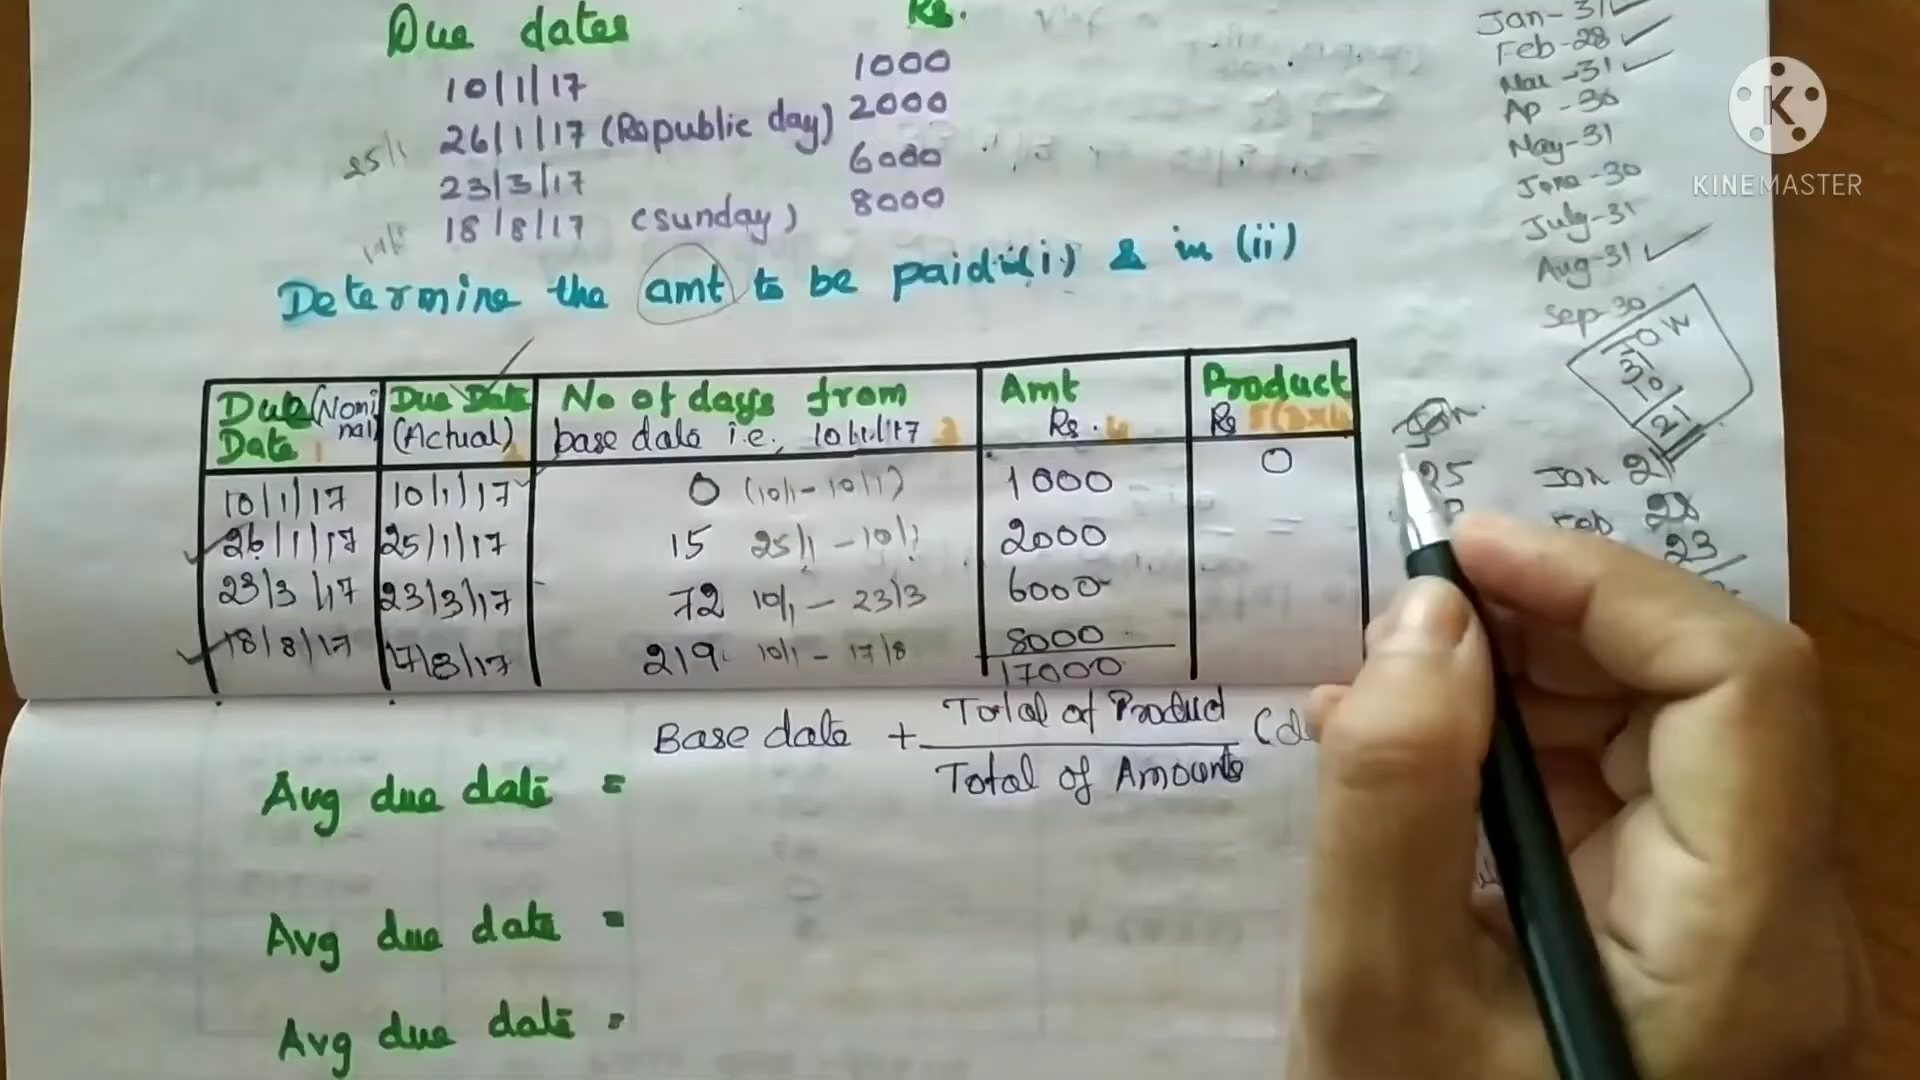 Due dates Rs.
10/1/17 1000
26/1/17 (Republic day) 2000
25/1
23/3/17 6000
18/8/17 (Sunday) 8000
Determine the amt to be paid in (i) & in (ii)
Jan-31
Feb-28
Mar-31
Ap-30
May-31
June-30
July-31
Aug-31
Sep-30
KINEMASTER
Due (Nominal) Date 1
Due Date (Actual)
No of days from base date i.e., 10/1/17 3
Amt Rs. 4
Product Rs 5(3x4)
10/1/17 10/1/17 0 (10/1-10/1) 1000 0
26/1/17 25/1/17 15 25/1-10/1 2000
23/3/17 23/3/17 72 10/1-23/3 6000
18/8/17 17/8/17 219 10/1-17/8 8000
17000
Jan.
25
Jan 21
Feb 28
23
Base date + Total of Product
Total of Amounts
Avg due date =
Avg due date =
Avg due date =